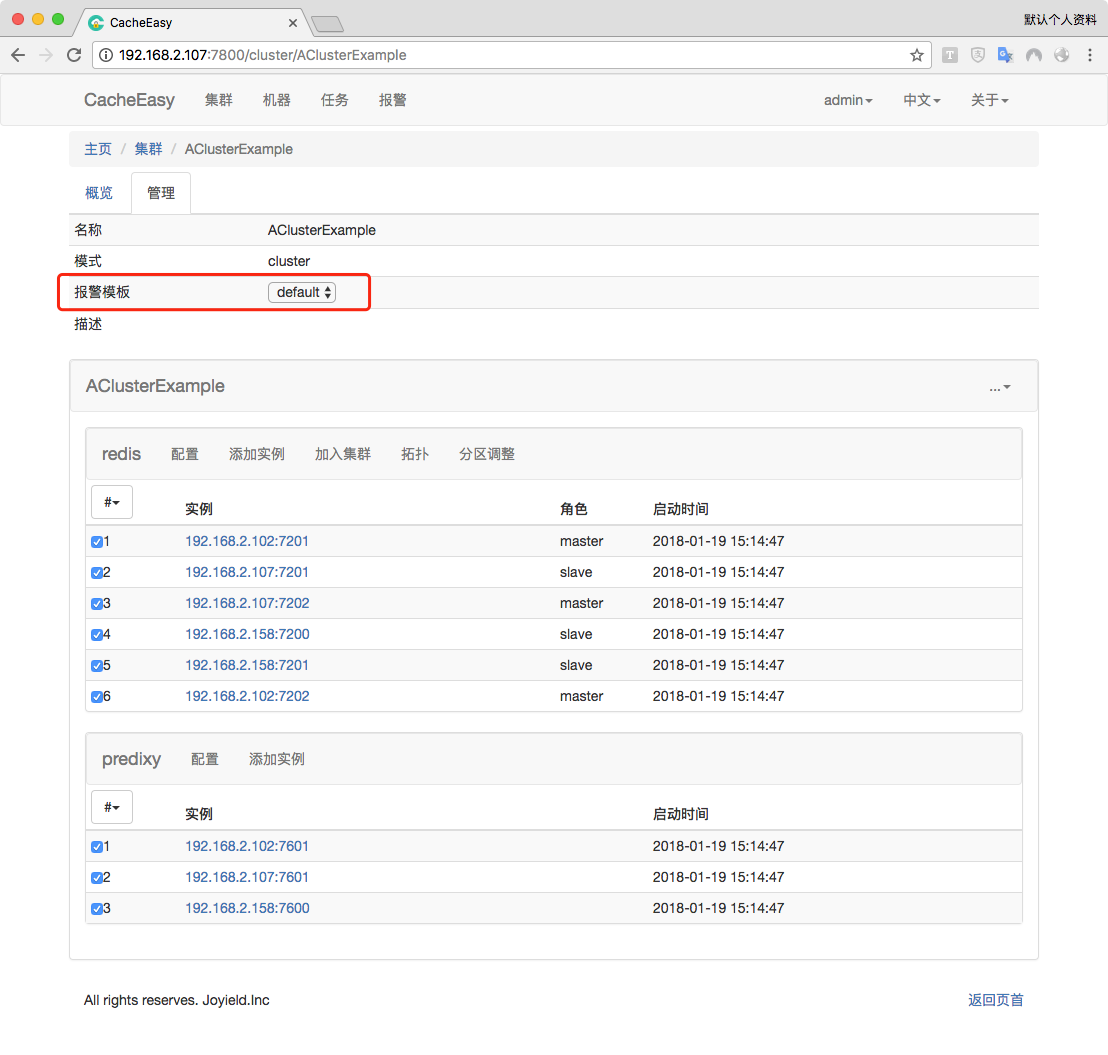 CacheEasy
默认个人资料
192.168.2.107:7800/cluster/AClusterExample
CacheEasy 集群 机器 任务 报警 admin 中文 关于
主页 / 集群 / AClusterExample
概览 管理
名称 AClusterExample
模式 cluster
报警模板 default
描述
AClusterExample ...
redis 配置 添加实例 加入集群 拓扑 分区调整
# 实例 角色 启动时间
1 192.168.2.102:7201 master 2018-01-19 15:14:47
2 192.168.2.107:7201 slave 2018-01-19 15:14:47
3 192.168.2.107:7202 master 2018-01-19 15:14:47
4 192.168.2.158:7200 slave 2018-01-19 15:14:47
5 192.168.2.158:7201 slave 2018-01-19 15:14:47
6 192.168.2.102:7202 master 2018-01-19 15:14:47
predixy 配置 添加实例
# 实例 启动时间
1 192.168.2.102:7601 2018-01-19 15:14:47
2 192.168.2.107:7601 2018-01-19 15:14:47
3 192.168.2.158:7600 2018-01-19 15:14:47
All rights reserves. Joyield.Inc 返回页首